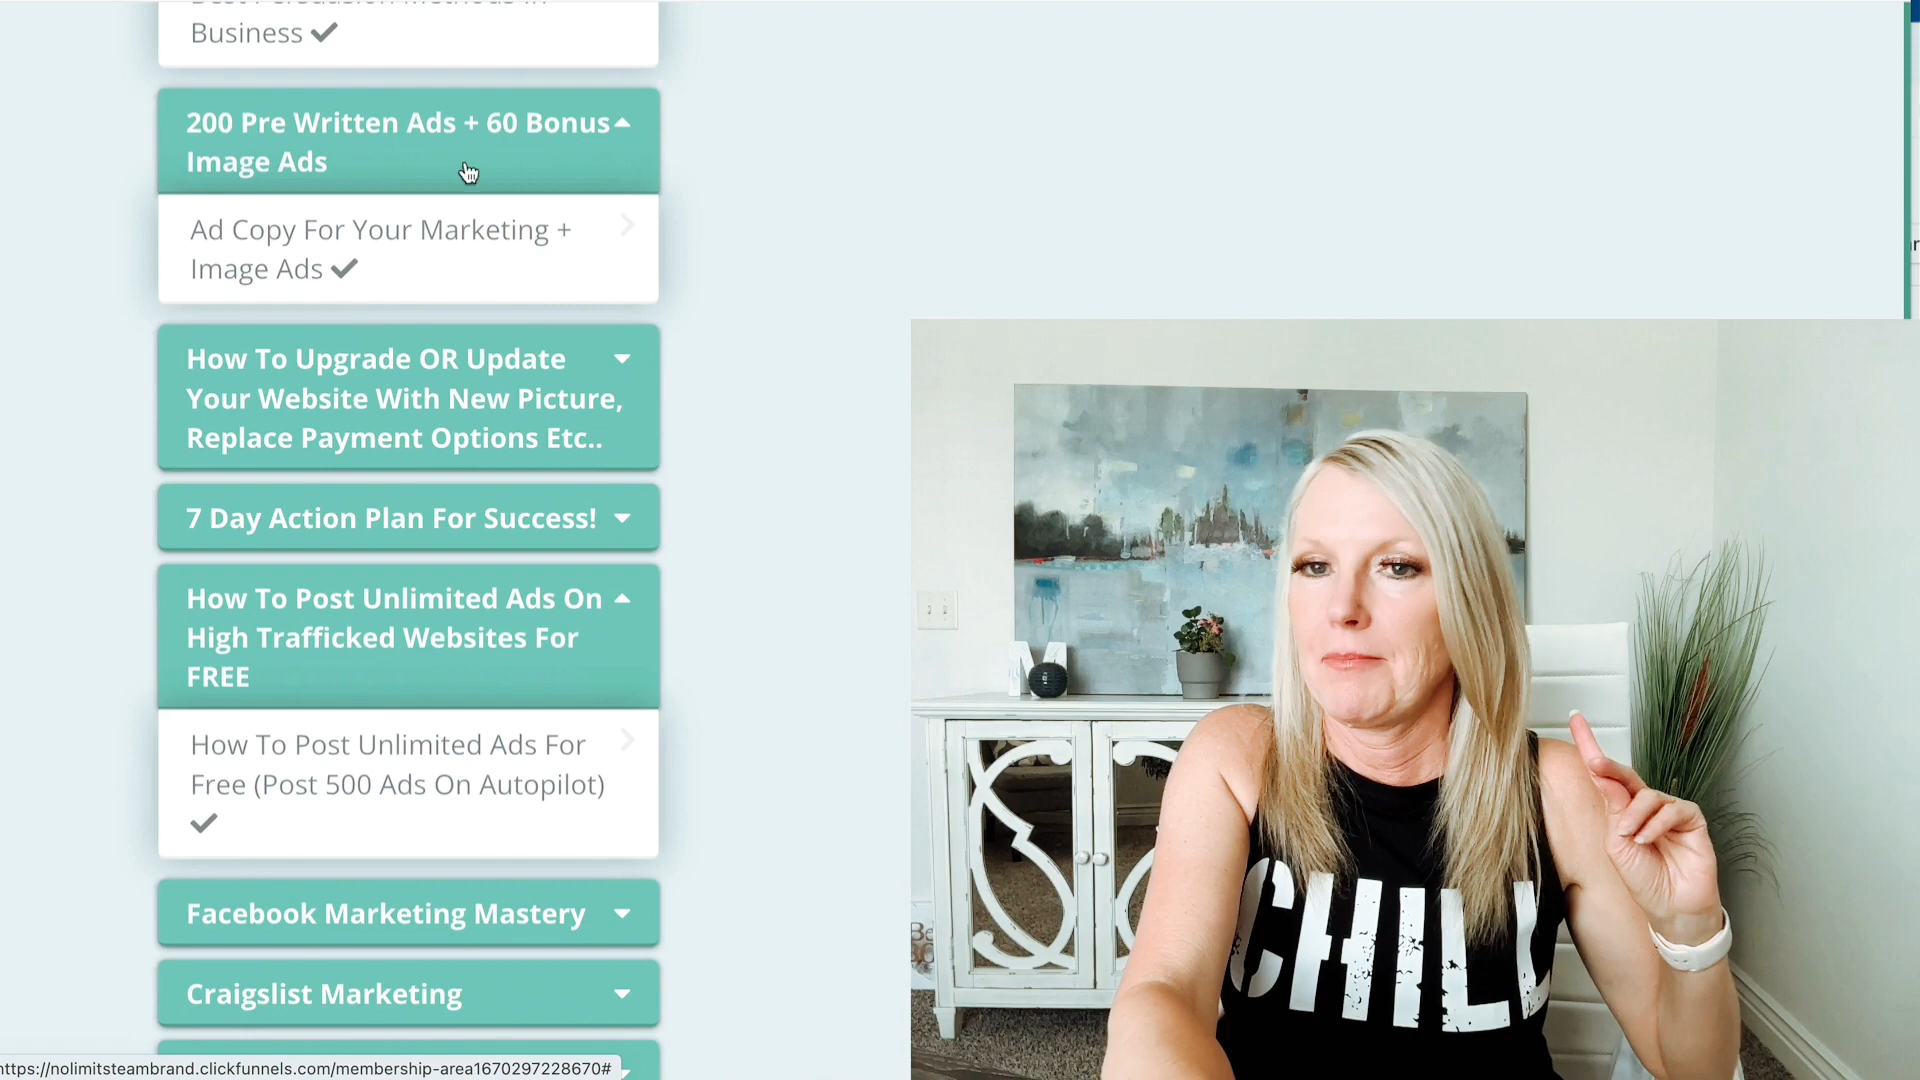 Business
200 Pre Written Ads + 60 Bonus
Image Ads
Ad Copy For Your Marketing +
Image Ads
How To Upgrade OR Update
Your Website With New Picture,
Replace Payment Options Etc..
7 Day Action Plan For Success!
How To Post Unlimited Ads On
High Trafficked Websites For
FREE
How To Post Unlimited Ads For
Free (Post 500 Ads On Autopilot)
Facebook Marketing Mastery
Craigslist Marketing
https://nolimitsteambrand.clickfunnels.com/membership-area1670297228670#
M
CHILL